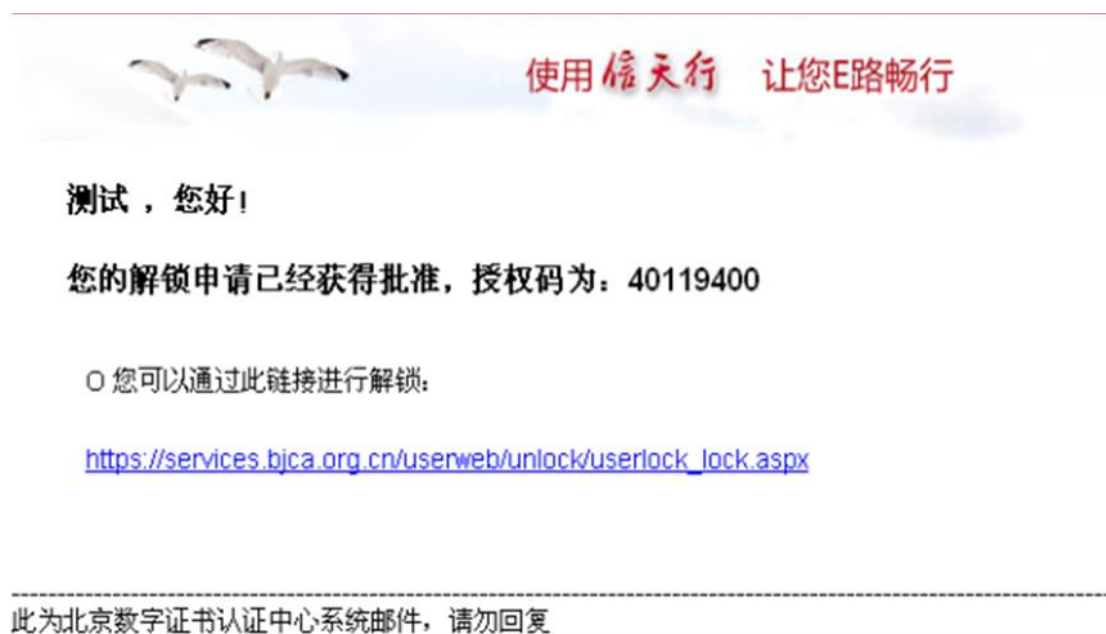 使用信天行 让您E路畅行
测试 ，您好!
您的解锁申请已经获得批准，授权码为：40119400
O 您可以通过此链接进行解锁：
https://services.bjca.org.cn/userweb/unlock/userlock_lock.aspx
--------------------------------------------------------------------------------
此为北京数字证书认证中心系统邮件，请勿回复